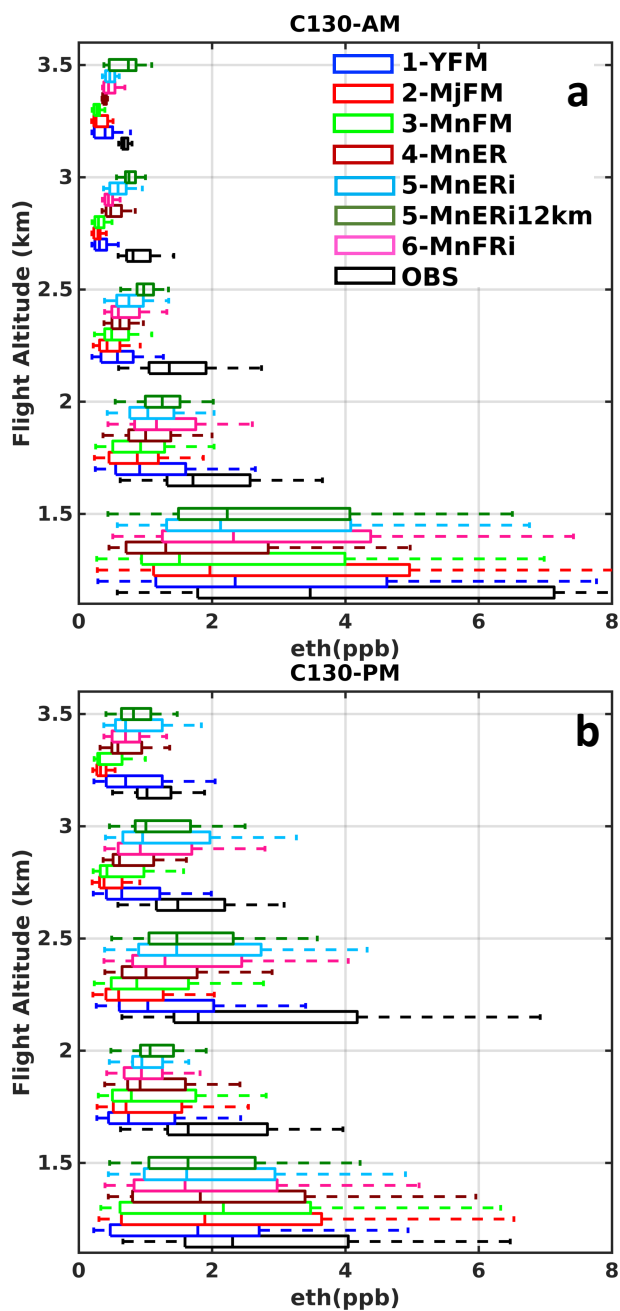 C130-AM
a
1-YFM
2-MjFM
3-MnFM
4-MnER
5-MnERi
5-MnERi12km
6-MnFRi
OBS
Flight Altitude (km)
3.5
3
2.5
2
1.5
0 2 4 6 8
eth(ppb)
C130-PM
b
Flight Altitude (km)
3.5
3
2.5
2
1.5
0 2 4 6 8
eth(ppb)